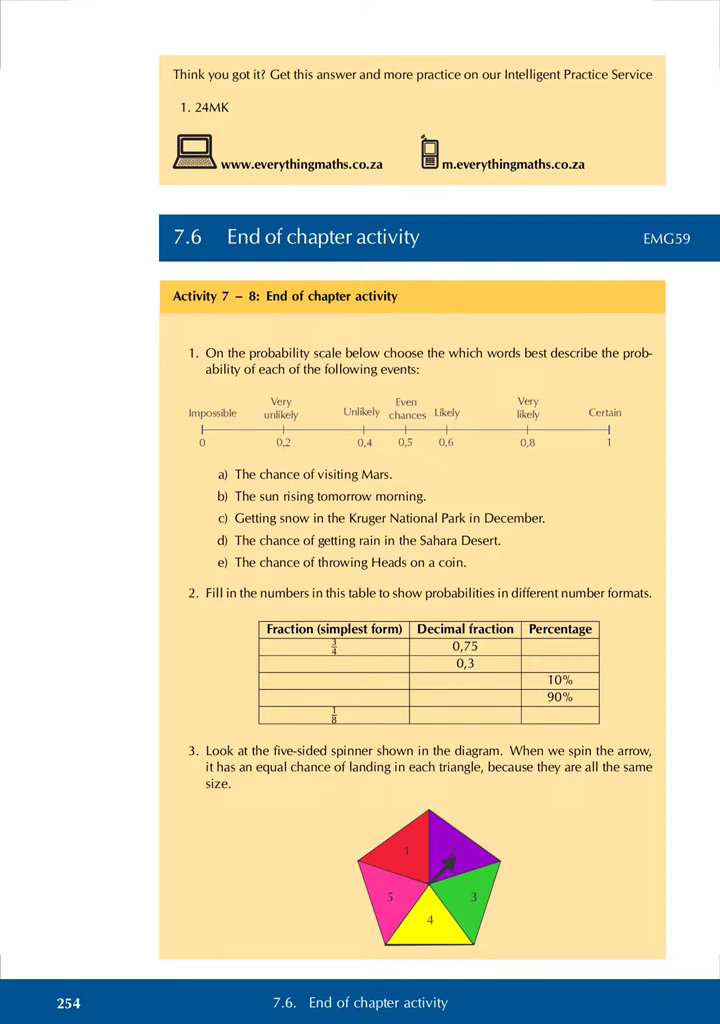 Think you got it? Get this answer and more practice on our Intelligent Practice Service
1. 24MK
www.everythingmaths.co.za m.everythingmaths.co.za
7.6 End of chapter activity EMG59
Activity 7 – 8: End of chapter activity
1. On the probability scale below choose the which words best describe the prob-
ability of each of the following events:
Impossible Very unlikely Unlikely Even chances Likely Very likely Certain
0 0,2 0,4 0,5 0,6 0,8 1
a) The chance of visiting Mars.
b) The sun rising tomorrow morning.
c) Getting snow in the Kruger National Park in December.
d) The chance of getting rain in the Sahara Desert.
e) The chance of throwing Heads on a coin.
2. Fill in the numbers in this table to show probabilities in different number formats.
Fraction (simplest form) Decimal fraction Percentage
3/4 0,75
0,3
10%
90%
1/8
3. Look at the five-sided spinner shown in the diagram. When we spin the arrow,
it has an equal chance of landing in each triangle, because they are all the same
size.
1 2
5 3
4
254 7.6. End of chapter activity